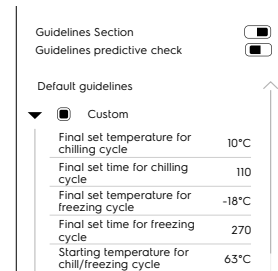 Guidelines Section
Guidelines predictive check
Default guidelines
Custom
Final set temperature for
chilling cycle
10°C
Final set time for chilling
cycle
110
Final set temperature for
freezing cycle
-18°C
Final set time for freezing
cycle
270
Starting temperature for
chill/freezing cycle
63°C